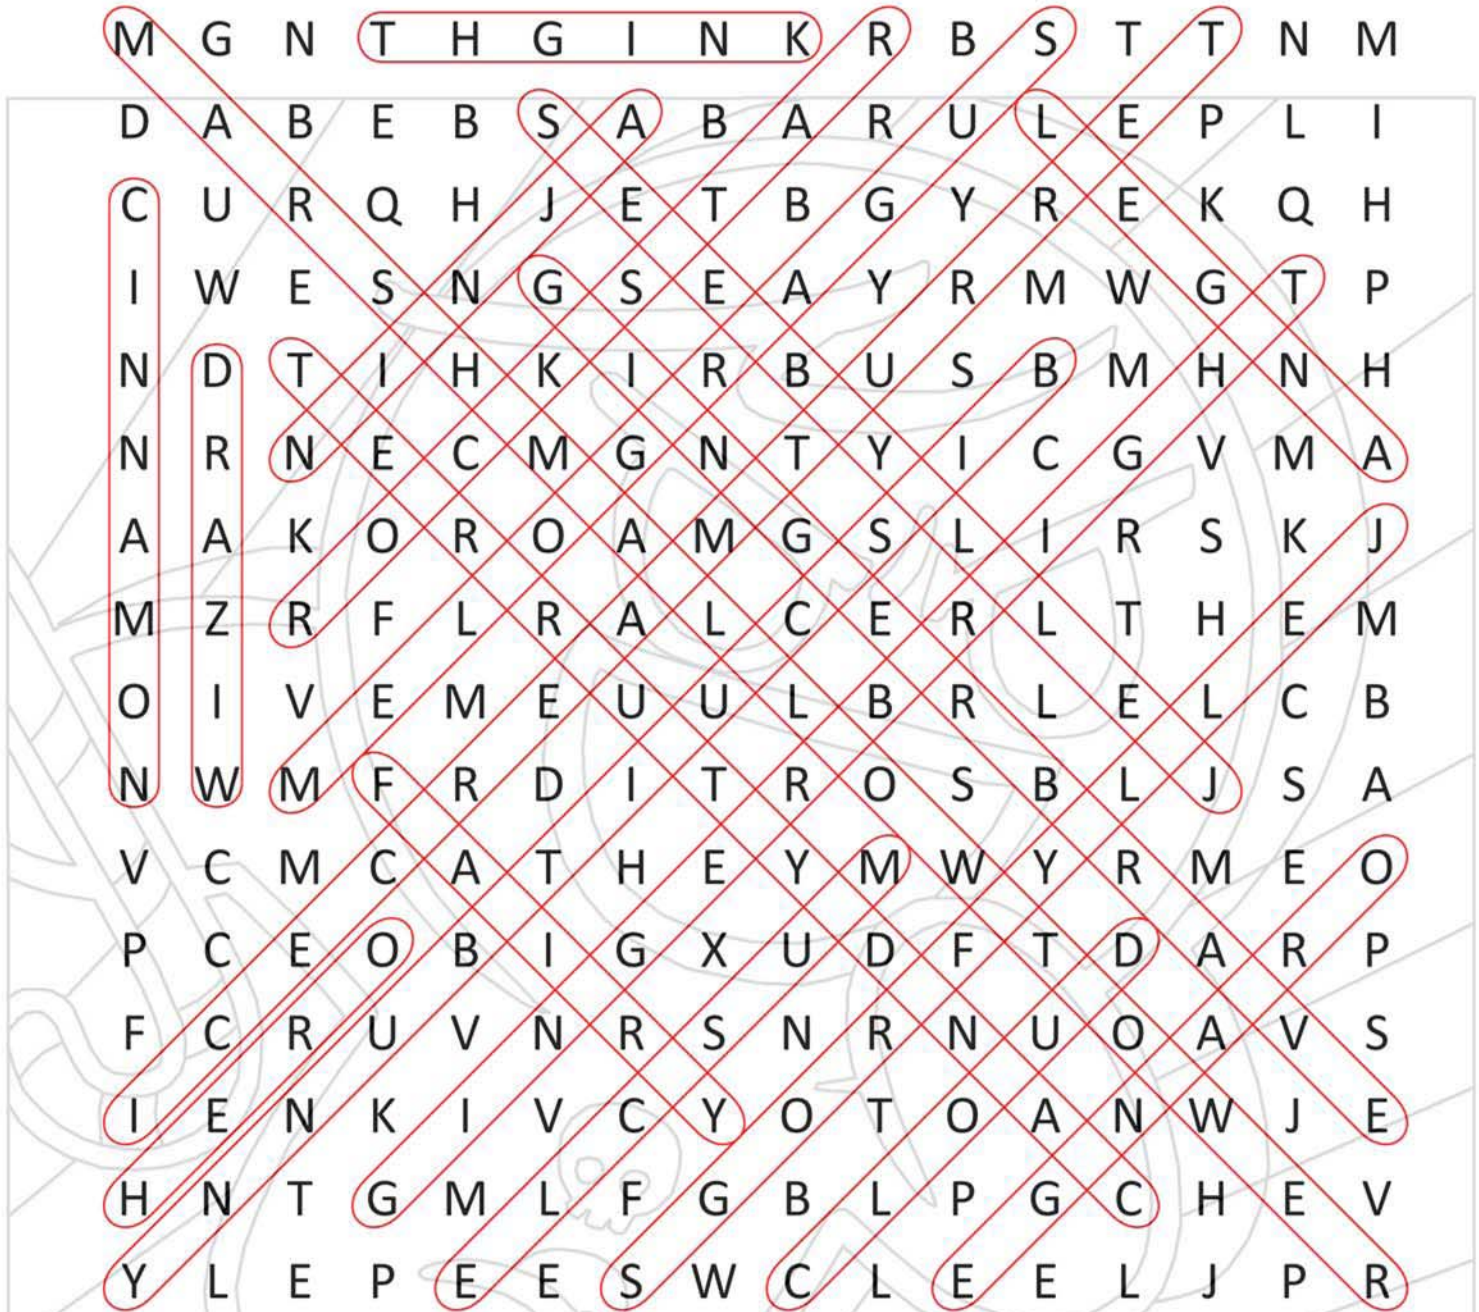 M G N T H G I N K R B S T T N M
D A B E B S A B A R U L E P L I
C U R Q H J E T B G Y R E K Q H
I W E S N G S E A Y R M W G T P
N D T I H K I R B U S B M H N H
N R N E C M G N T Y I C G V M A
A A K O R O A M G S L I R S K J
M Z R F L R A L C E R L T H E M
O I V E M E U U L B R L E L C B
N W M F R D I T R O S B L J S A
V C M C A T H E Y M W Y R M E O
P C E O B I G X U D F T D A R P
F C R U V N R S N R N U O A V S
I E N K I V C Y O T O A N W J E
H N T G M L F G B L P G C H E V
Y L E P E E S W C L E E L J P R